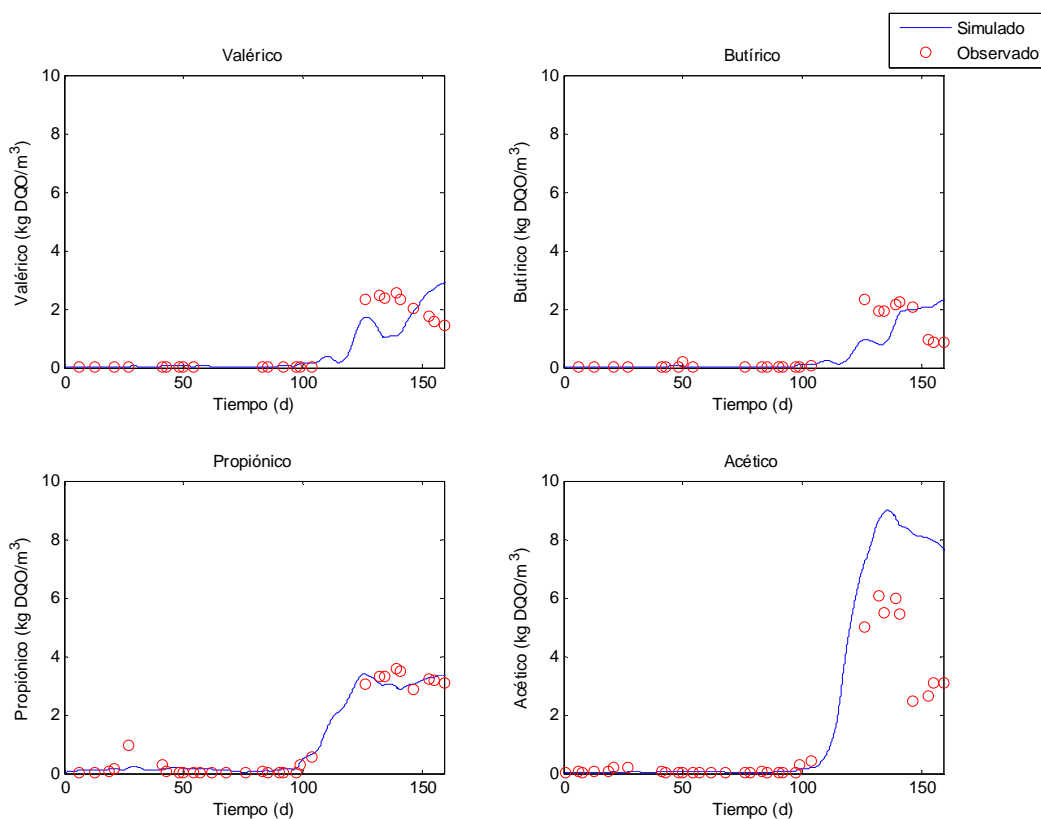 Simulado
Observado
Valérico
Valérico (kg DQO/m³)
10
8
6
4
2
0
0 50 100 150
Tiempo (d)
Butírico
Butírico (kg DQO/m³)
10
8
6
4
2
0
0 50 100 150
Tiempo (d)
Propiónico
Propiónico (kg DQO/m³)
10
8
6
4
2
0
0 50 100 150
Tiempo (d)
Acético
Acético (kg DQO/m³)
10
8
6
4
2
0
0 50 100 150
Tiempo (d)